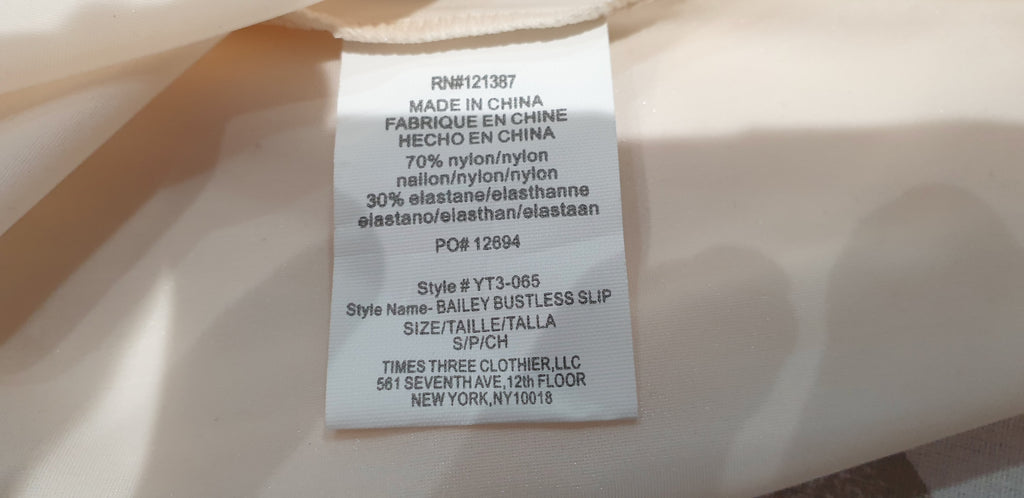 RN#121387
MADE IN CHINA
FABRIQUE EN CHINE
HECHO EN CHINA
70% nylon/nylon
nailon/nylon/nylon
30% elastane/elasthanne
elastano/elasthan/elastaan
PO# 12694
Style # YT3-065
Style Name- BAILEY BUSTLESS SLIP
SIZE/TAILLE/TALLA
S/P/CH
TIMES THREE CLOTHIER,LLC
561 SEVENTH AVE,12th FLOOR
NEW YORK,NY10018